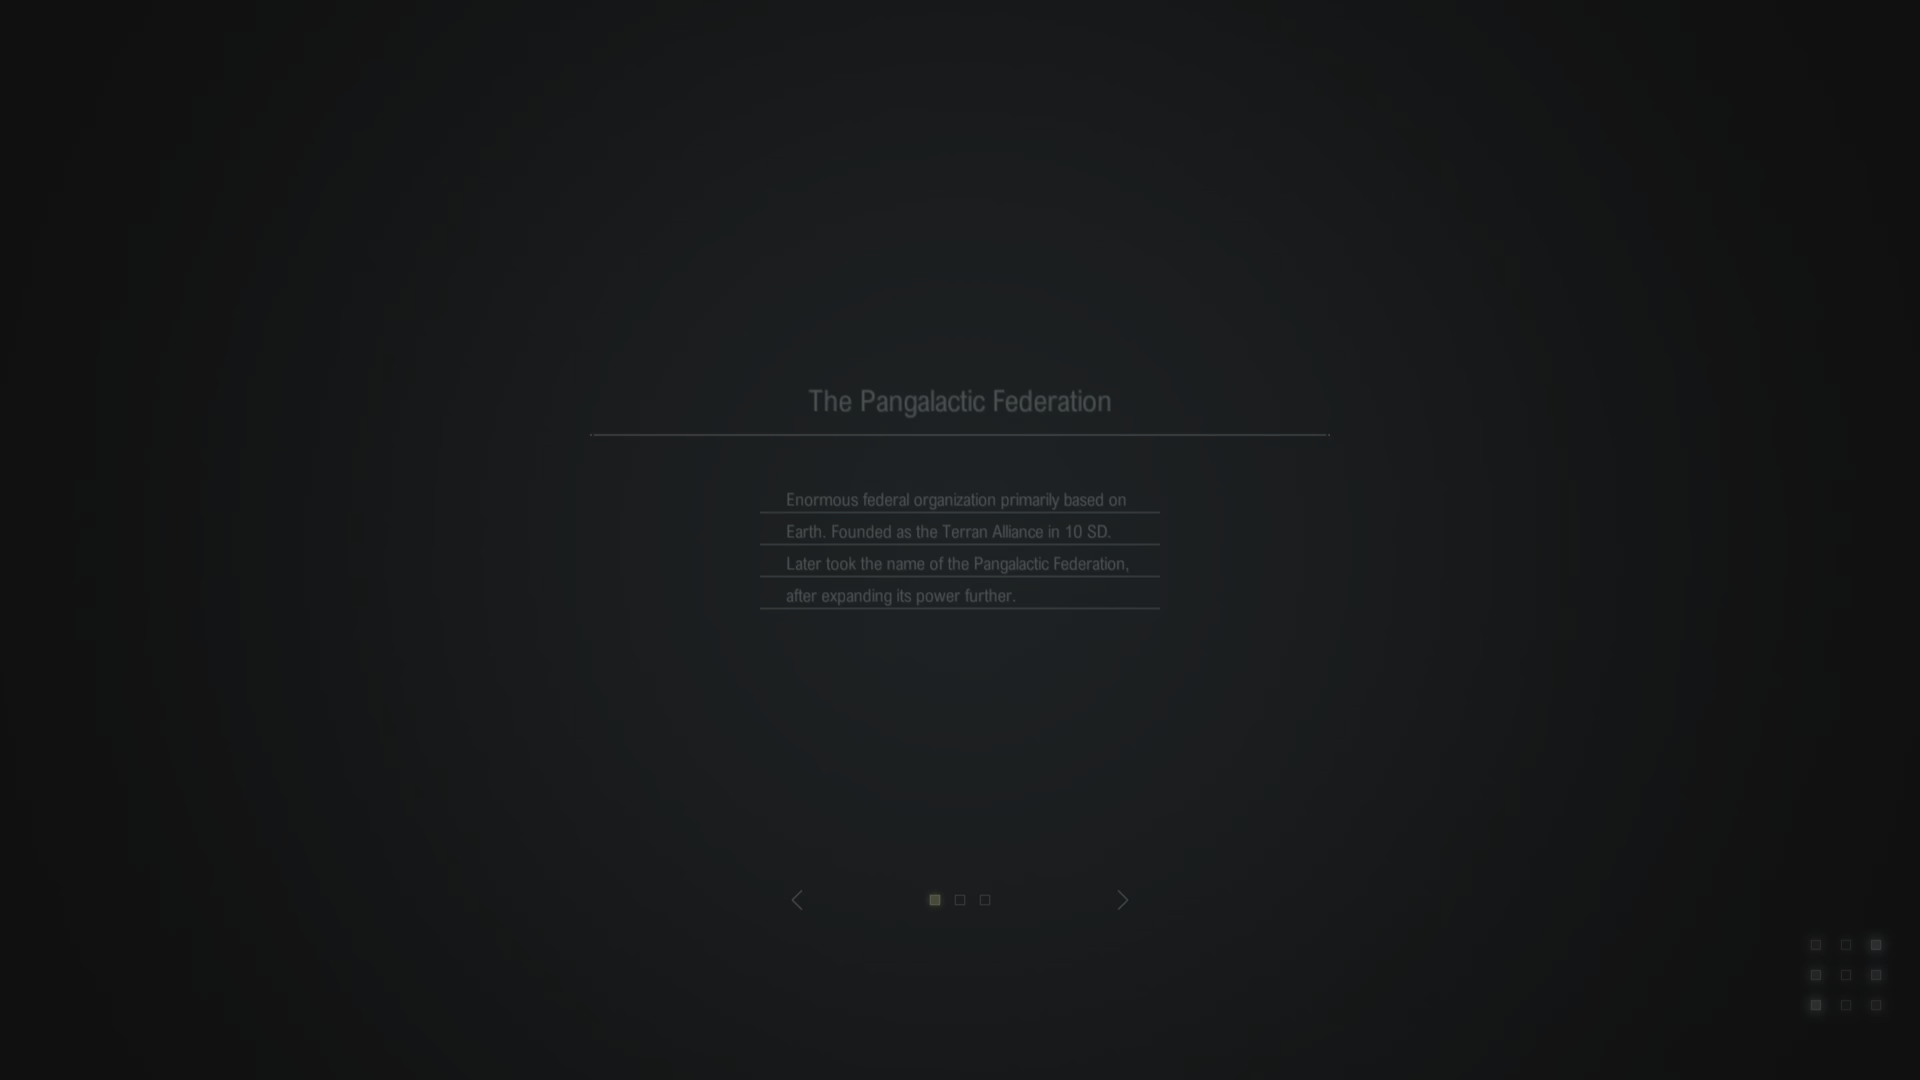 The Pangalactic Federation
Enormous federal organization primarily based on
Earth. Founded as the Terran Alliance in 10 SD.
Later took the name of the Pangalactic Federation,
after expanding its power further.